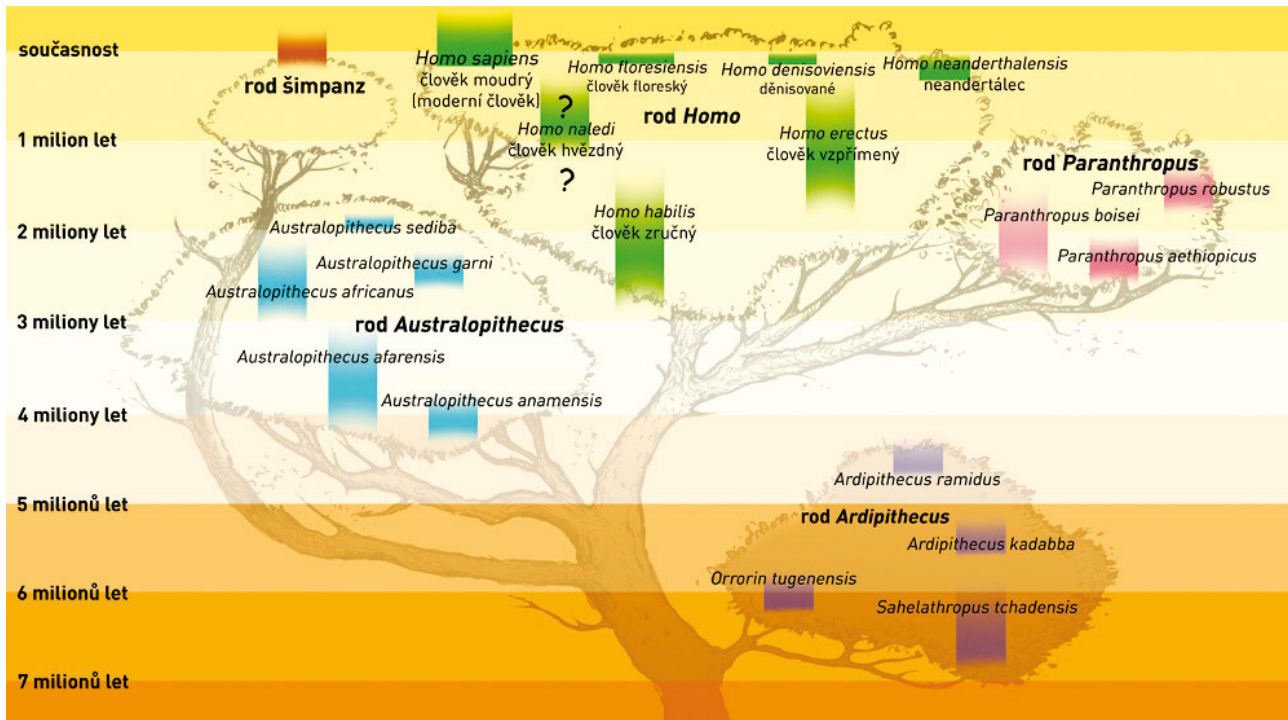 současnost
1 milion let
2 miliony let
3 miliony let
4 miliony let
5 milionů let
6 milionů let
7 milionů let
rod šimpanz
Homo sapiens
člověk moudrý
(moderní člověk)
Homo floresiensis
člověk floreský
Homo denisoviensis
děnisované
Homo neanderthalensis
neandertálec
?
Homo naledi
člověk hvězdný
?
rod Homo
Homo erectus
člověk vzpřímený
Homo habilis
člověk zručný
rod Paranthropus
Paranthropus robustus
Paranthropus boisei
Paranthropus aethiopicus
Australopithecus sediba
Australopithecus garni
Australopithecus africanus
rod Australopithecus
Australopithecus afarensis
Australopithecus anamensis
Ardipithecus ramidus
rod Ardipithecus
Ardipithecus kadabba
Orrorin tugenensis
Sahelathropus tchadensis